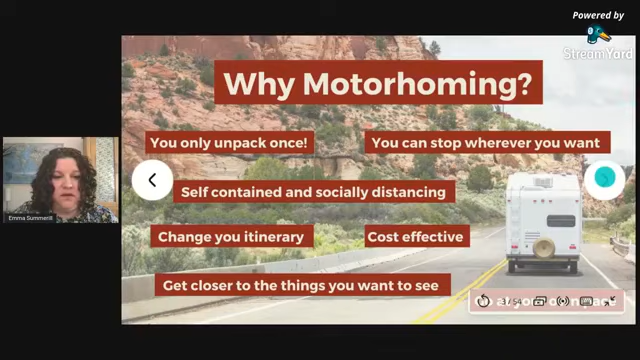 Powered by
StreamYard
Why Motorhoming?
You only unpack once!
You can stop wherever you want
Self contained and socially distancing
Change you itinerary
Cost effective
Get closer to the things you want to see
Emma Summerill
/ 54